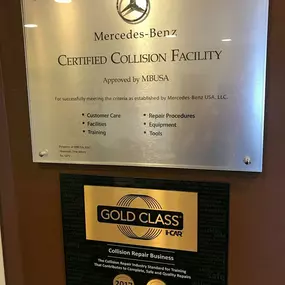 Mercedes-Benz
CERTIFIED COLLISION FACILITY
Approved by MBUSA
For successfully meeting the criteria as established by Mercedes-Benz USA, LLC.
• Customer Care
• Facilities
• Training
• Repair Procedures
• Equipment
• Tools
GOLD CLASS
I-CAR
Collision Repair Business
The Collision Repair Industry Standard for Training
That Contributes to Complete, Safe and Quality Repairs
2017